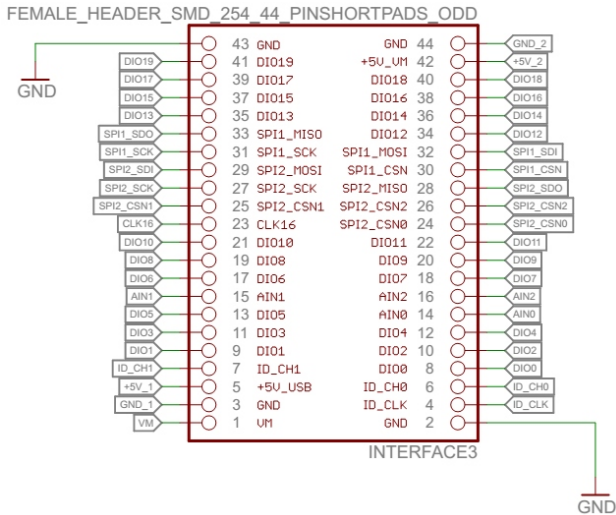 FEMALE_HEADER_SMD_254_44_PINSHORTPADS_ODD
43 GND GND 44 GND_2
DIO19 41 DIO19 +5V_VM 42 +5V_2
DIO17 39 DIO17 DIO18 40 DIO18
GND
DIO15 37 DIO15 DIO16 38 DIO16
DIO13 35 DIO13 DIO14 36 DIO14
SPI1_SDO 33 SPI1_MISO DIO12 34 DIO12
SPI1_SCK 31 SPI1_SCK SPI1_MOSI 32 SPI1_SDI
SPI2_SDI 29 SPI2_MOSI SPI1_CSN 30 SPI1_CSN
SPI2_SCK 27 SPI2_SCK SPI2_MISO 28 SPI2_SDO
SPI2_CSN1 25 SPI2_CSN1 SPI2_CSN2 26 SPI2_CSN2
CLK16 23 CLK16 SPI2_CSN0 24 SPI2_CSN0
DIO10 21 DIO10 DIO11 22 DIO11
DIO8 19 DIO8 DIO9 20 DIO9
DIO6 17 DIO6 DIO7 18 DIO7
AIN1 15 AIN1 AIN2 16 AIN2
DIO5 13 DIO5 AIN0 14 AIN0
DIO3 11 DIO3 DIO4 12 DIO4
DIO1 9 DIO1 DIO2 10 DIO2
ID_CH1 7 ID_CH1 DIO0 8 DIO0
+5V_1 5 +5V_USB ID_CH0 6 ID_CH0
GND_1 3 GND ID_CLK 4 ID_CLK
VM 1 VM GND 2
INTERFACE3
GND